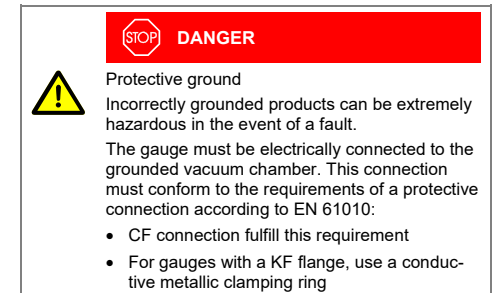 STOP DANGER
Protective ground
Incorrectly grounded products can be extremely
hazardous in the event of a fault.
The gauge must be electrically connected to the
grounded vacuum chamber. This connection
must conform to the requirements of a protective
connection according to EN 61010:
• CF connection fulfill this requirement
• For gauges with a KF flange, use a conduc-
tive metallic clamping ring